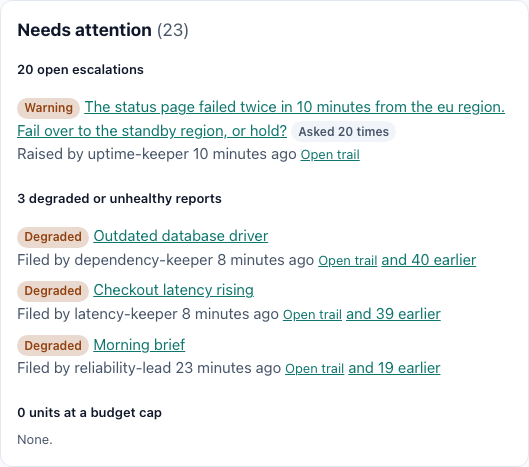 Needs attention (23)
20 open escalations
Warning The status page failed twice in 10 minutes from the eu region.
Fail over to the standby region, or hold? Asked 20 times
Raised by uptime-keeper 10 minutes ago Open trail
3 degraded or unhealthy reports
Degraded Outdated database driver
Filed by dependency-keeper 8 minutes ago Open trail and 40 earlier
Degraded Checkout latency rising
Filed by latency-keeper 8 minutes ago Open trail and 39 earlier
Degraded Morning brief
Filed by reliability-lead 23 minutes ago Open trail and 19 earlier
0 units at a budget cap
None.